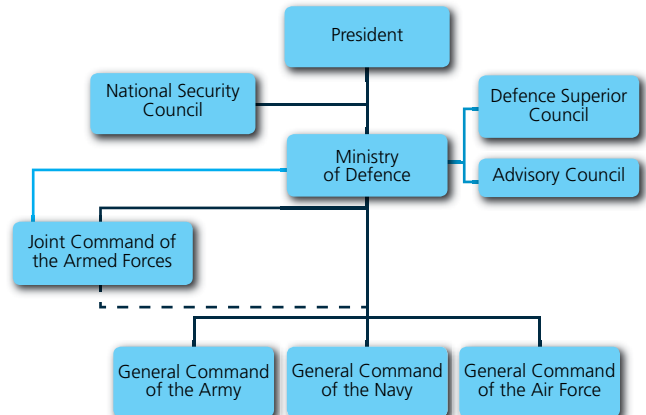 President
National Security
Council
Defence Superior
Council
Ministry
of Defence
Advisory Council
Joint Command of
the Armed Forces
General Command
of the Army
General Command
of the Navy
General Command
of the Air Force